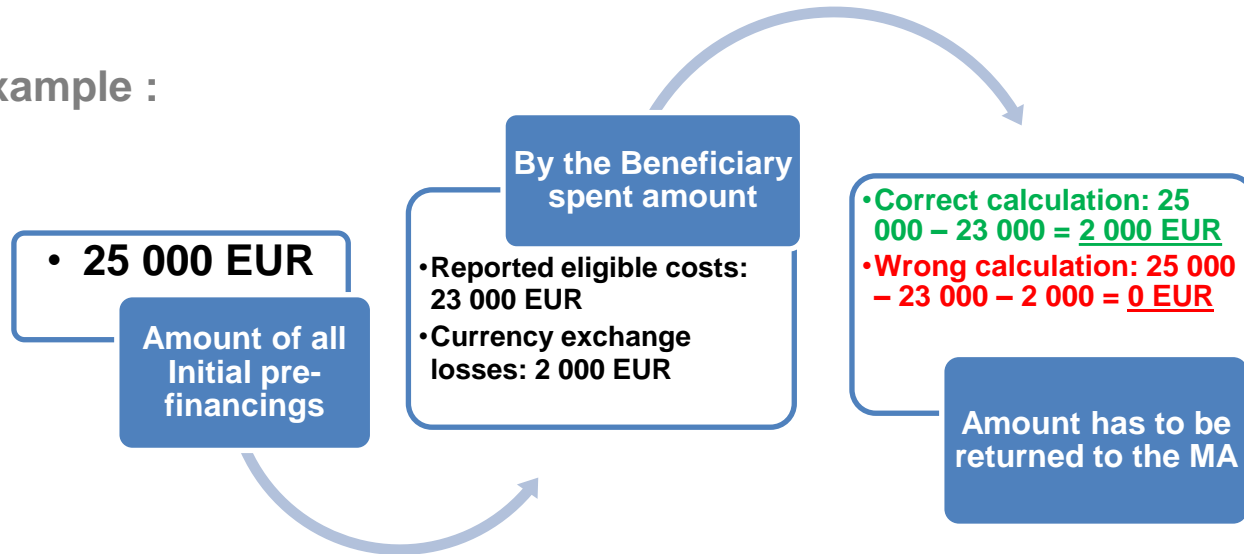 xample :
• 25 000 EUR
Amount of all
Initial pre-
financings
By the Beneficiary
spent amount
•Reported eligible costs:
23 000 EUR
•Currency exchange
losses: 2 000 EUR
•Correct calculation: 25
000 – 23 000 = 2 000 EUR
•Wrong calculation: 25 000
– 23 000 – 2 000 = 0 EUR
Amount has to be
returned to the MA